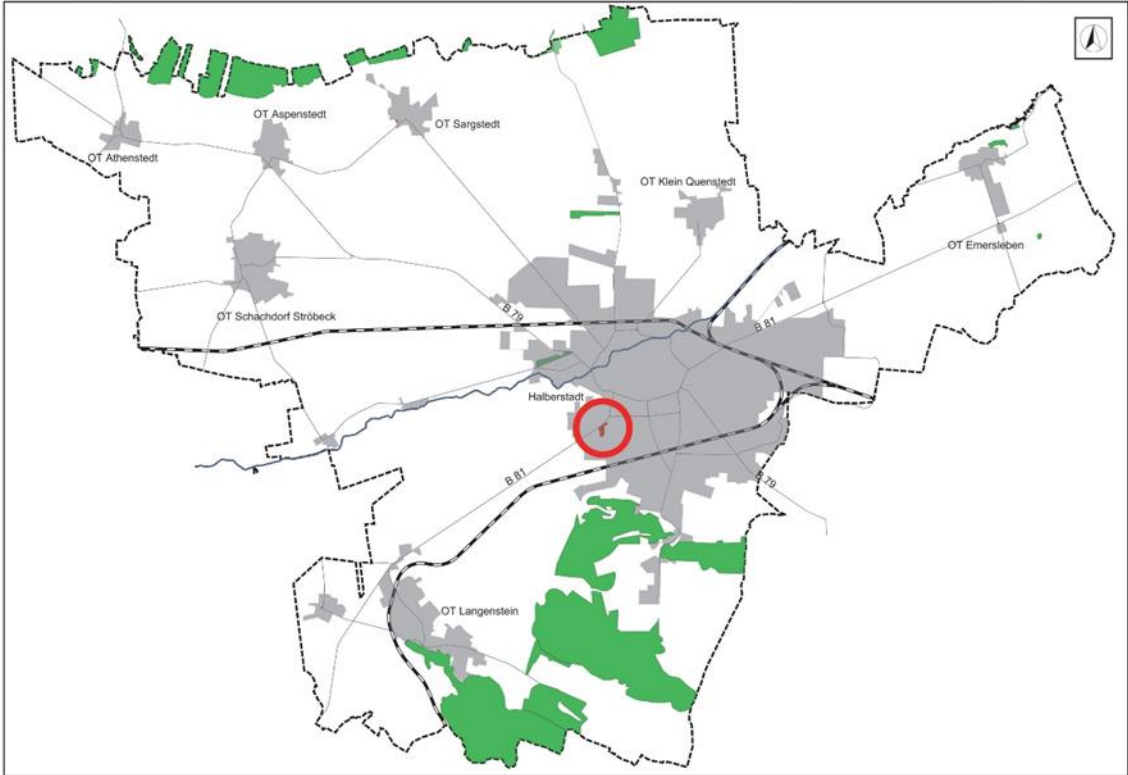 OT Aspenstedt
OT Sargstedt
OT Athenstedt
OT Klein Quenstedt
OT Emersleben
OT Schachdorf Ströbeck
B 79
B 81
Halberstadt
B 81
B 79
OT Langenstein